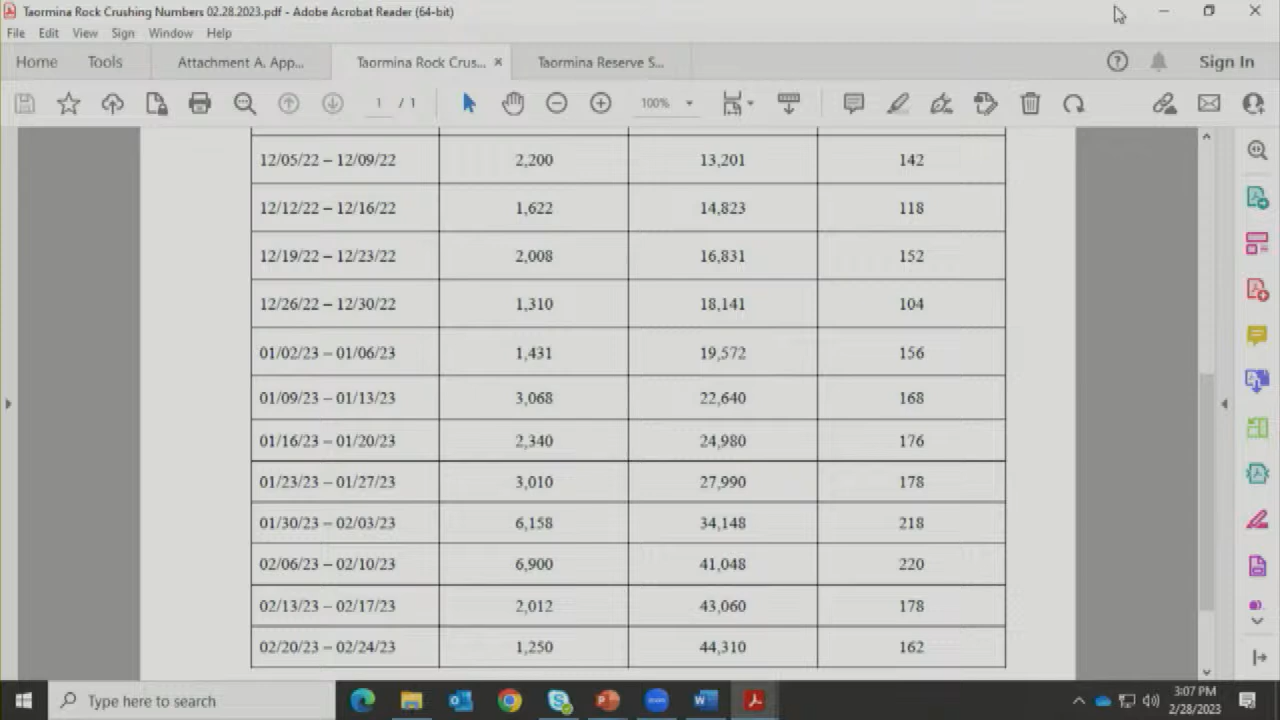 Taormina Rock Crushing Numbers 02.28.2023.pdf - Adobe Acrobat Reader (64-bit)
File Edit View Sign Window Help
Home Tools Attachment A. App... Taormina Rock Crus... × Taormina Reserve S... Sign In
1 / 1 100%
12/05/22 – 12/09/22 2,200 13,201 142
12/12/22 – 12/16/22 1,622 14,823 118
12/19/22 – 12/23/22 2,008 16,831 152
12/26/22 – 12/30/22 1,310 18,141 104
01/02/23 – 01/06/23 1,431 19,572 156
01/09/23 – 01/13/23 3,068 22,640 168
01/16/23 – 01/20/23 2,340 24,980 176
01/23/23 – 01/27/23 3,010 27,990 178
01/30/23 – 02/03/23 6,158 34,148 218
02/06/23 – 02/10/23 6,900 41,048 220
02/13/23 – 02/17/23 2,012 43,060 178
02/20/23 – 02/24/23 1,250 44,310 162
Type here to search
3:07 PM
2/28/2023